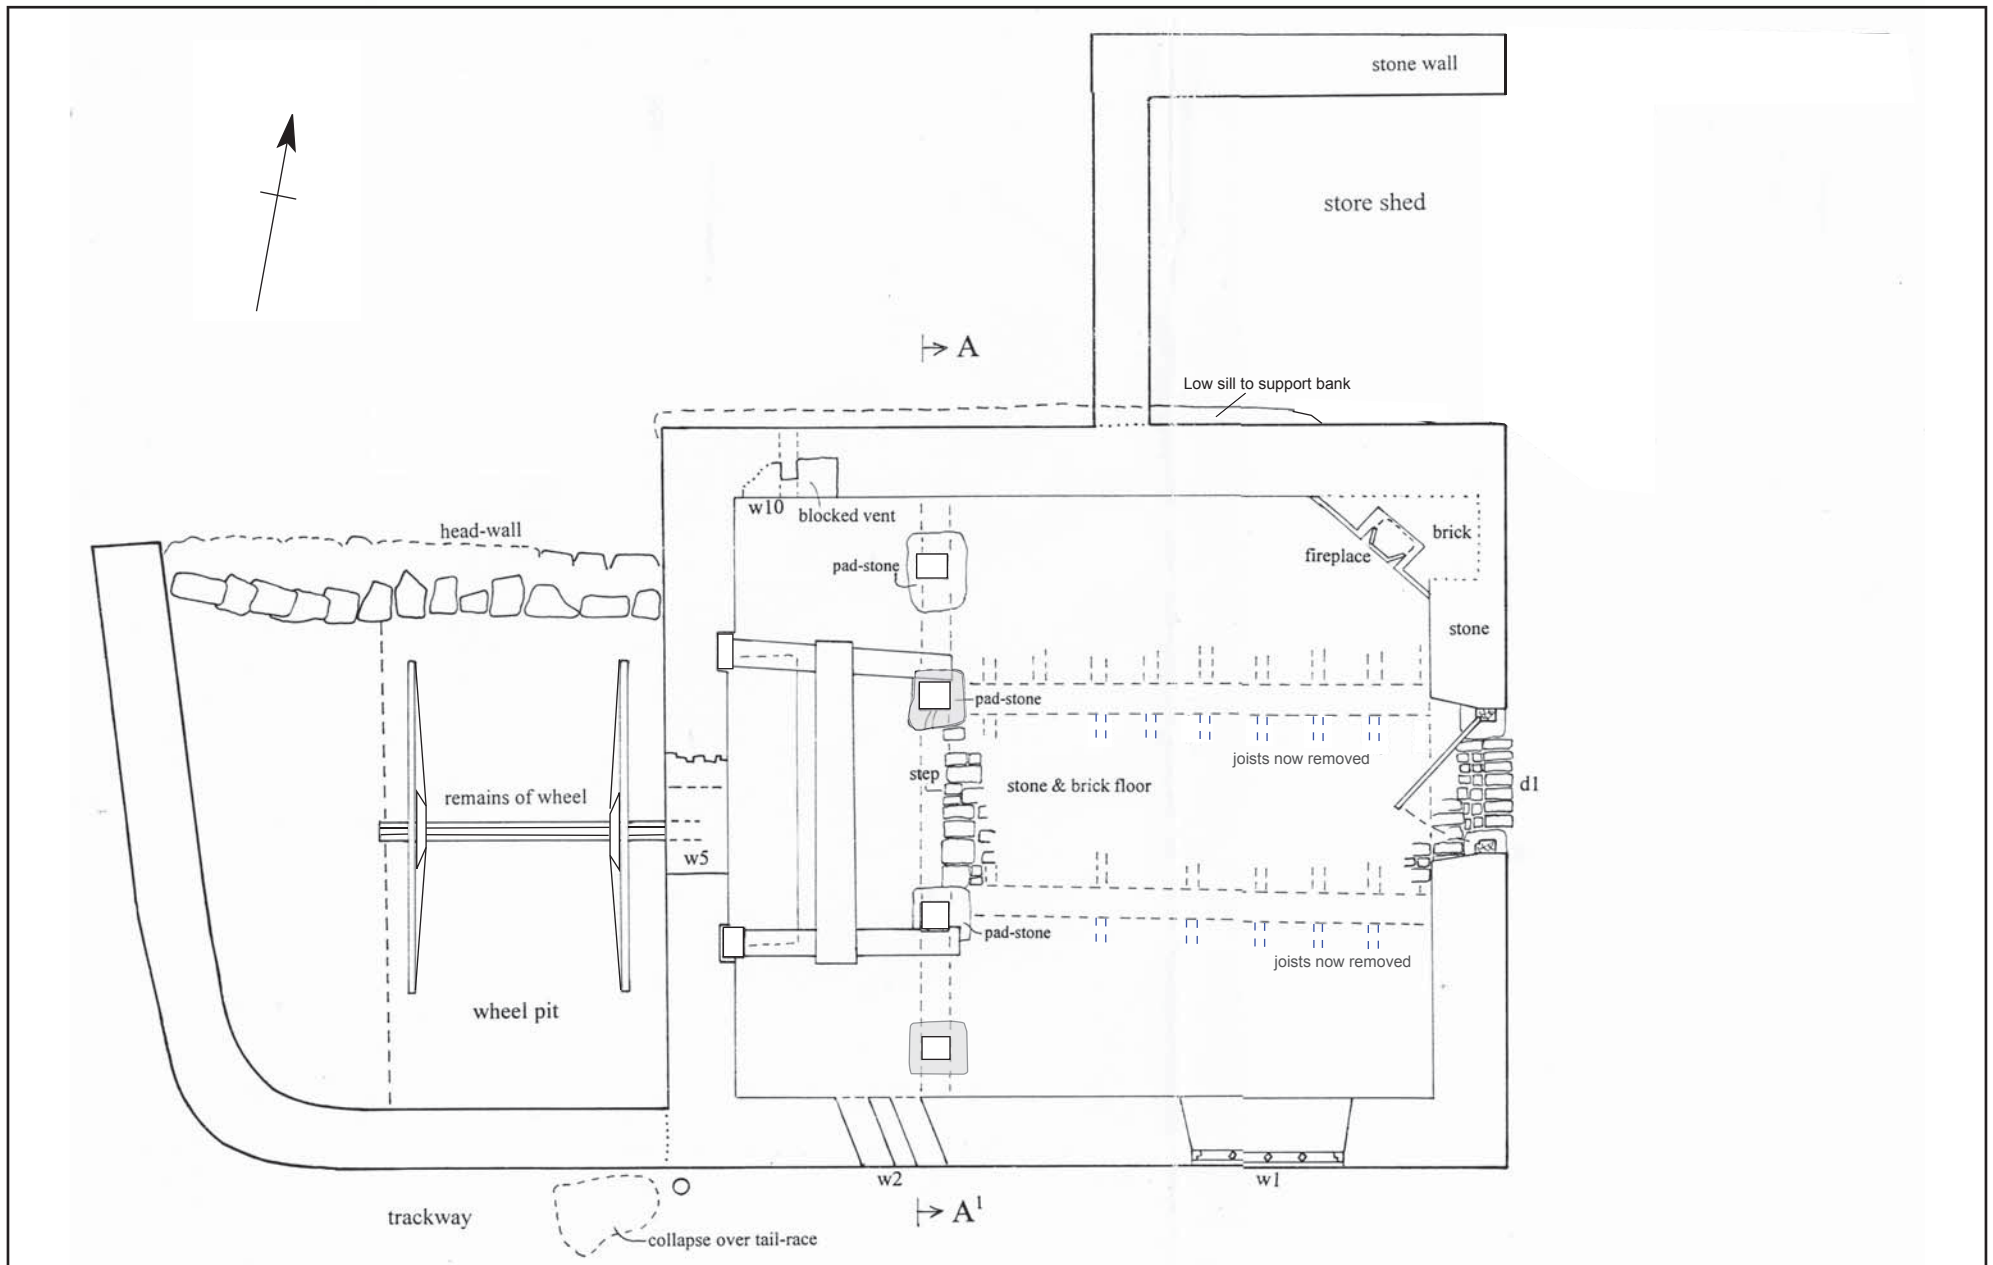 stone wall
store shed
A
Low sill to support bank
w10
blocked vent
brick
head-wall
fireplace
pad-stone
stone
pad-stone
joists now removed
step
stone & brick floor
d1
remains of wheel
w5
pad-stone
joists now removed
wheel pit
w2
w1
A1
trackway
collapse over tail-race